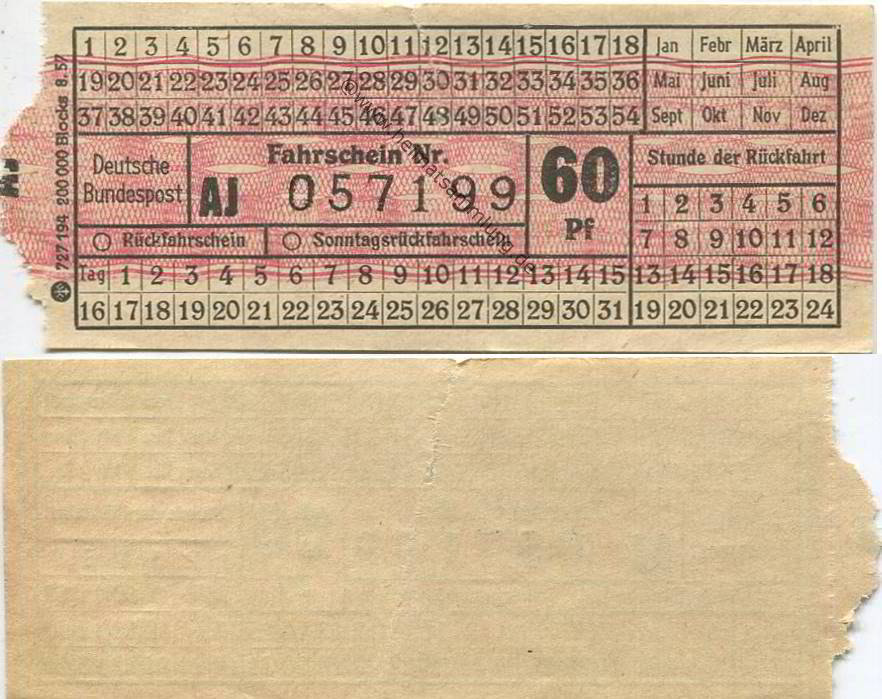 1 2 3 4 5 6 7 8 9 10 11 12 13 14 15 16 17 18 Jan Febr März April
19 20 21 22 23 24 25 26 27 28 29 30 31 32 33 34 35 36 Mai Juni Juli Aug
37 38 39 40 41 42 43 44 45 46 47 48 49 50 51 52 53 54 Sept Okt Nov Dez
Deutsche
Bundespost
Fahrschein Nr.
AJ 057199
60
Pf
Stunde der Rückfahrt
1 2 3 4 5 6
7 8 9 10 11 12
Rückfahrschein Sonntagsrückfahrschein
Tag 1 2 3 4 5 6 7 8 9 10 11 12 13 14 15 13 14 15 16 17 18
16 17 18 19 20 21 22 23 24 25 26 27 28 29 30 31 19 20 21 22 23 24
727 194 200 000 Blocks 8. 57
AJ
©www.heimatsammlung.de